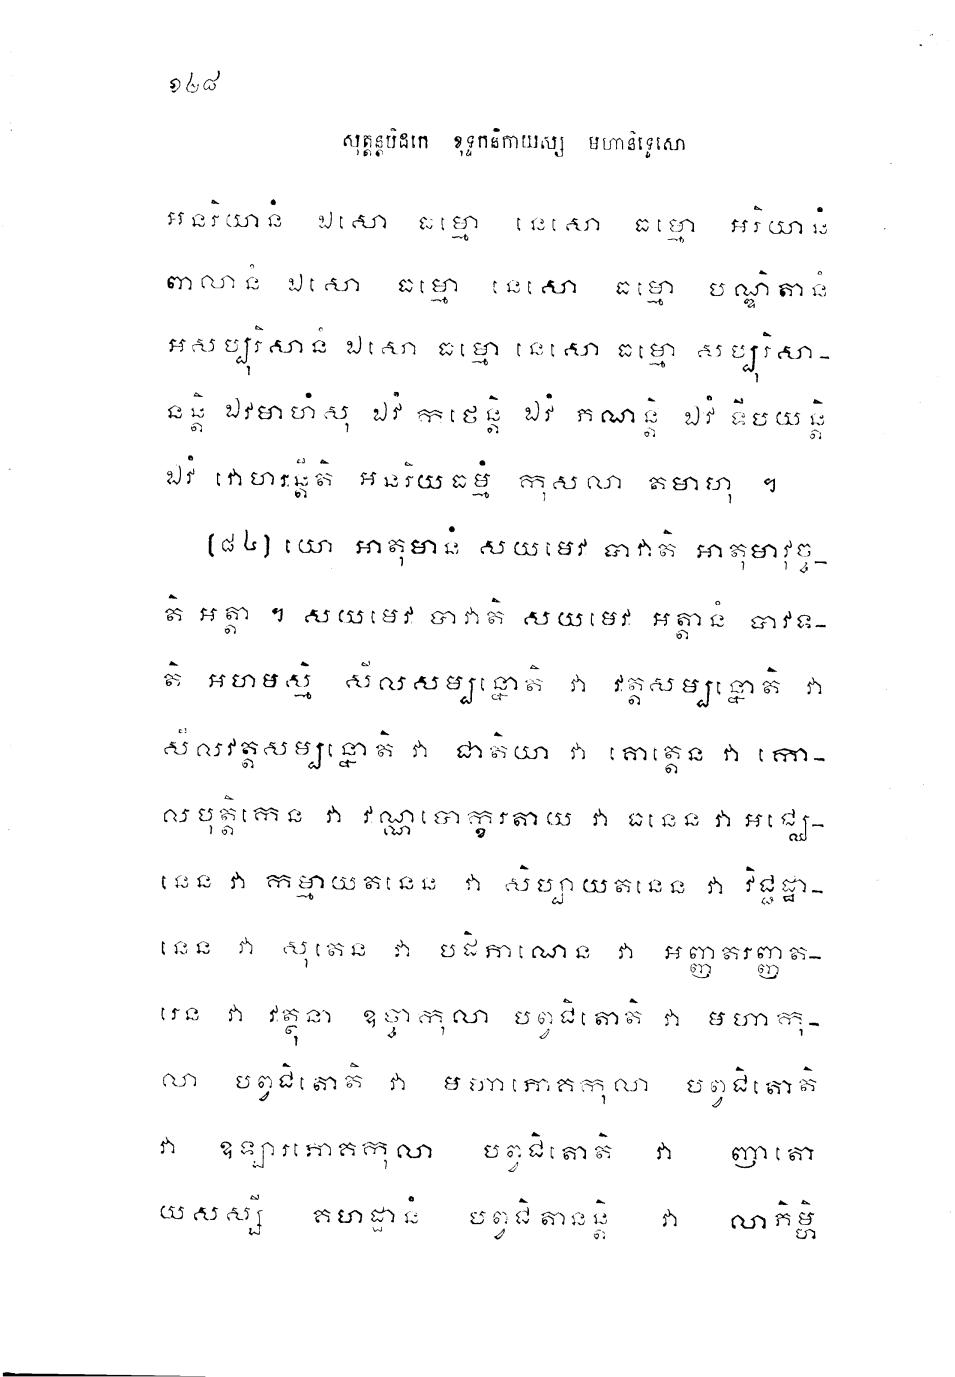 ១៤៨
សុត្តន្តបិដកេ ខុទ្ទកនិកាយស្ស មហានិទ្ទេសោ
អនរិយានំ ឯសោ ធម្មោ នេសោ ធម្មោ អរិយានំ
ពាលានំ ឯសោ ធម្មោ នេសោ ធម្មោ បណ្ឌិតានំ
អសប្បុរិសានំ ឯសោ ធម្មោ នេសោ ធម្មោ សប្បុរិសា-
នន្តិ ឯវមាហំសុ ឯវំ កថេន្តិ ឯវំ ភណន្តិ ឯវំ ទីបយន្តិ
ឯវំ វោហរន្តីតិ អនរិយធម្មំ កុសលា តមាហុ ។
(៨៤) យោ អាតុមានំ សយមេវ បាវាតិ អាតុមាវុច្ច-
តិ អត្តា ។ សយមេវ បាវាតិ សយមេវ អត្តានំ បាវទ-
តិ អហមស្មិ សីលសម្បន្នោតិ វា វត្តសម្បន្នោតិ វា
សីលវត្តសម្បន្នោតិ វា ជាតិយា វា គោត្តេន វា កោ-
លបុត្តិកេន វា វណ្ណបោក្ខរតាយ វា ធនេន វា អជ្ឈេ-
នេន វា កម្មាយតនេន វា សិប្បាយតនេន វា វិជ្ជដ្ឋា-
នេន វា សុតេន វា បដិភាណេន វា អញ្ញតរញ្ញត-
រេន វា វត្ថុនា ឧច្ចាកុលា បព្វជិតោតិ វា មហាកុ-
លា បព្វជិតោតិ វា មហាភោគកុលា បព្វជិតោតិ
វា ឧឡារភោគកុលា បព្វជិតោតិ វា ញាតោ
យសស្សី គហដ្ឋានំ បព្វជិតានន្តិ វា លាភិម្ហិ